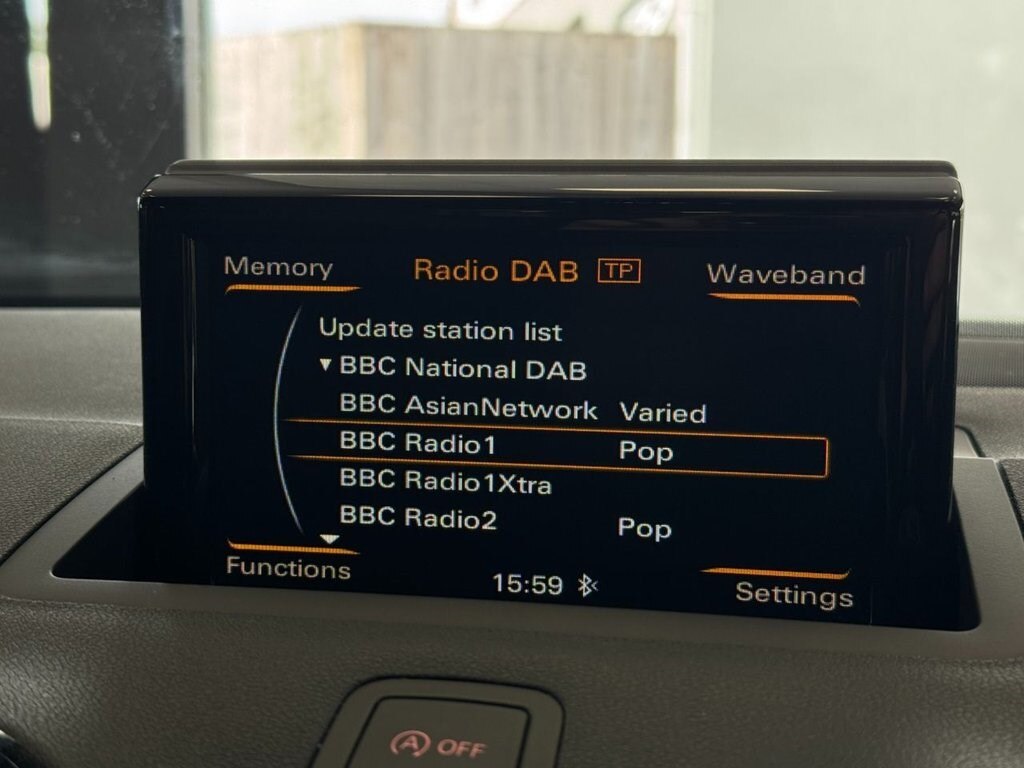 Memory Radio DAB TP Waveband
Update station list
BBC National DAB
BBC AsianNetwork Varied
BBC Radio1 Pop
BBC Radio1Xtra
BBC Radio2 Pop
Functions 15:59 Settings
A OFF